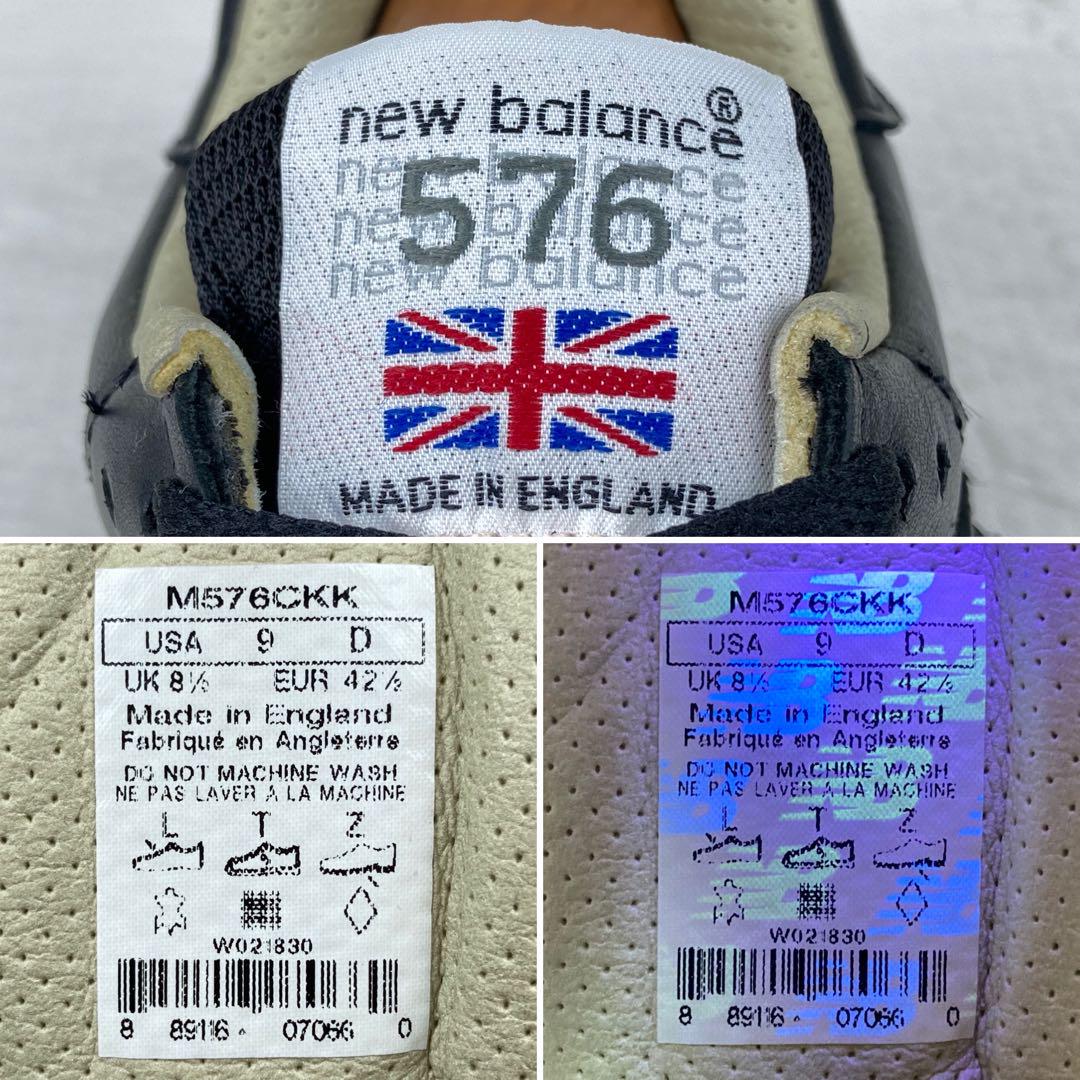 new balance®
new balance
576
new balance
new balance
MADE IN ENGLAND
M576CKK
USA 9 D
UK 8½ EUR 42½
Made in England
Fabriqué en Angleterre
DO NOT MACHINE WASH
NE PAS LAVER A LA MACHINE
L T Z
W021830
8 89116 07066 0
M576CKK
USA 9 D
UK 8½ EUR 42½
Made in England
Fabriqué en Angleterre
DO NOT MACHINE WASH
NE PAS LAVER A LA MACHINE
L T Z
W021830
8 89116 07066 0